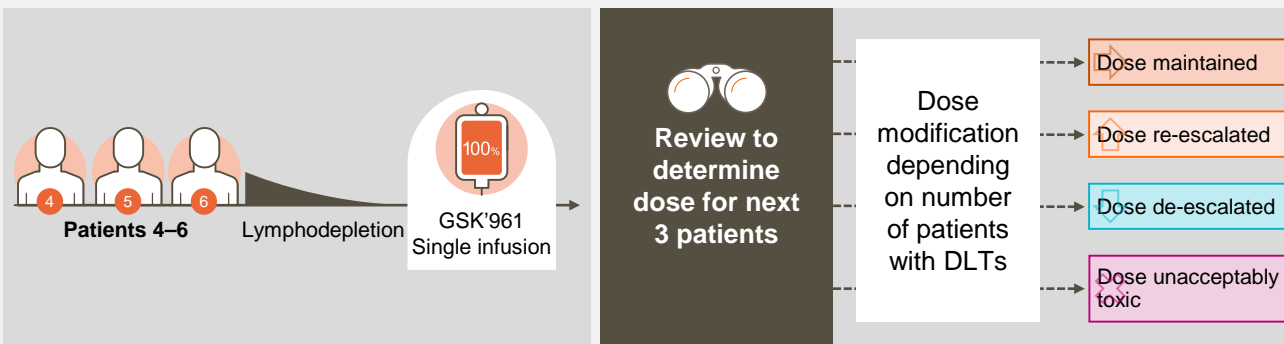 4
5
6
Patients 4–6
Lymphodepletion
100%
GSK'961
Single infusion
Review to
determine
dose for next
3 patients
Dose
modification
depending
on number
of patients
with DLTs
Dose maintained
Dose re-escalated
Dose de-escalated
Dose unacceptably
toxic